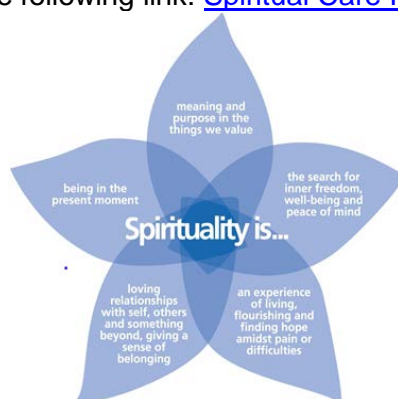 following link: Spiritual Care
meaning and
purpose in the
things we value
being in the
present moment
the search for
inner freedom,
well-being and
peace of mind
Spirituality is...
loving
relationships
with self, others
and something
beyond, giving a
sense of
belonging
an experience
of living,
flourishing and
finding hope
amidst pain or
difficulties